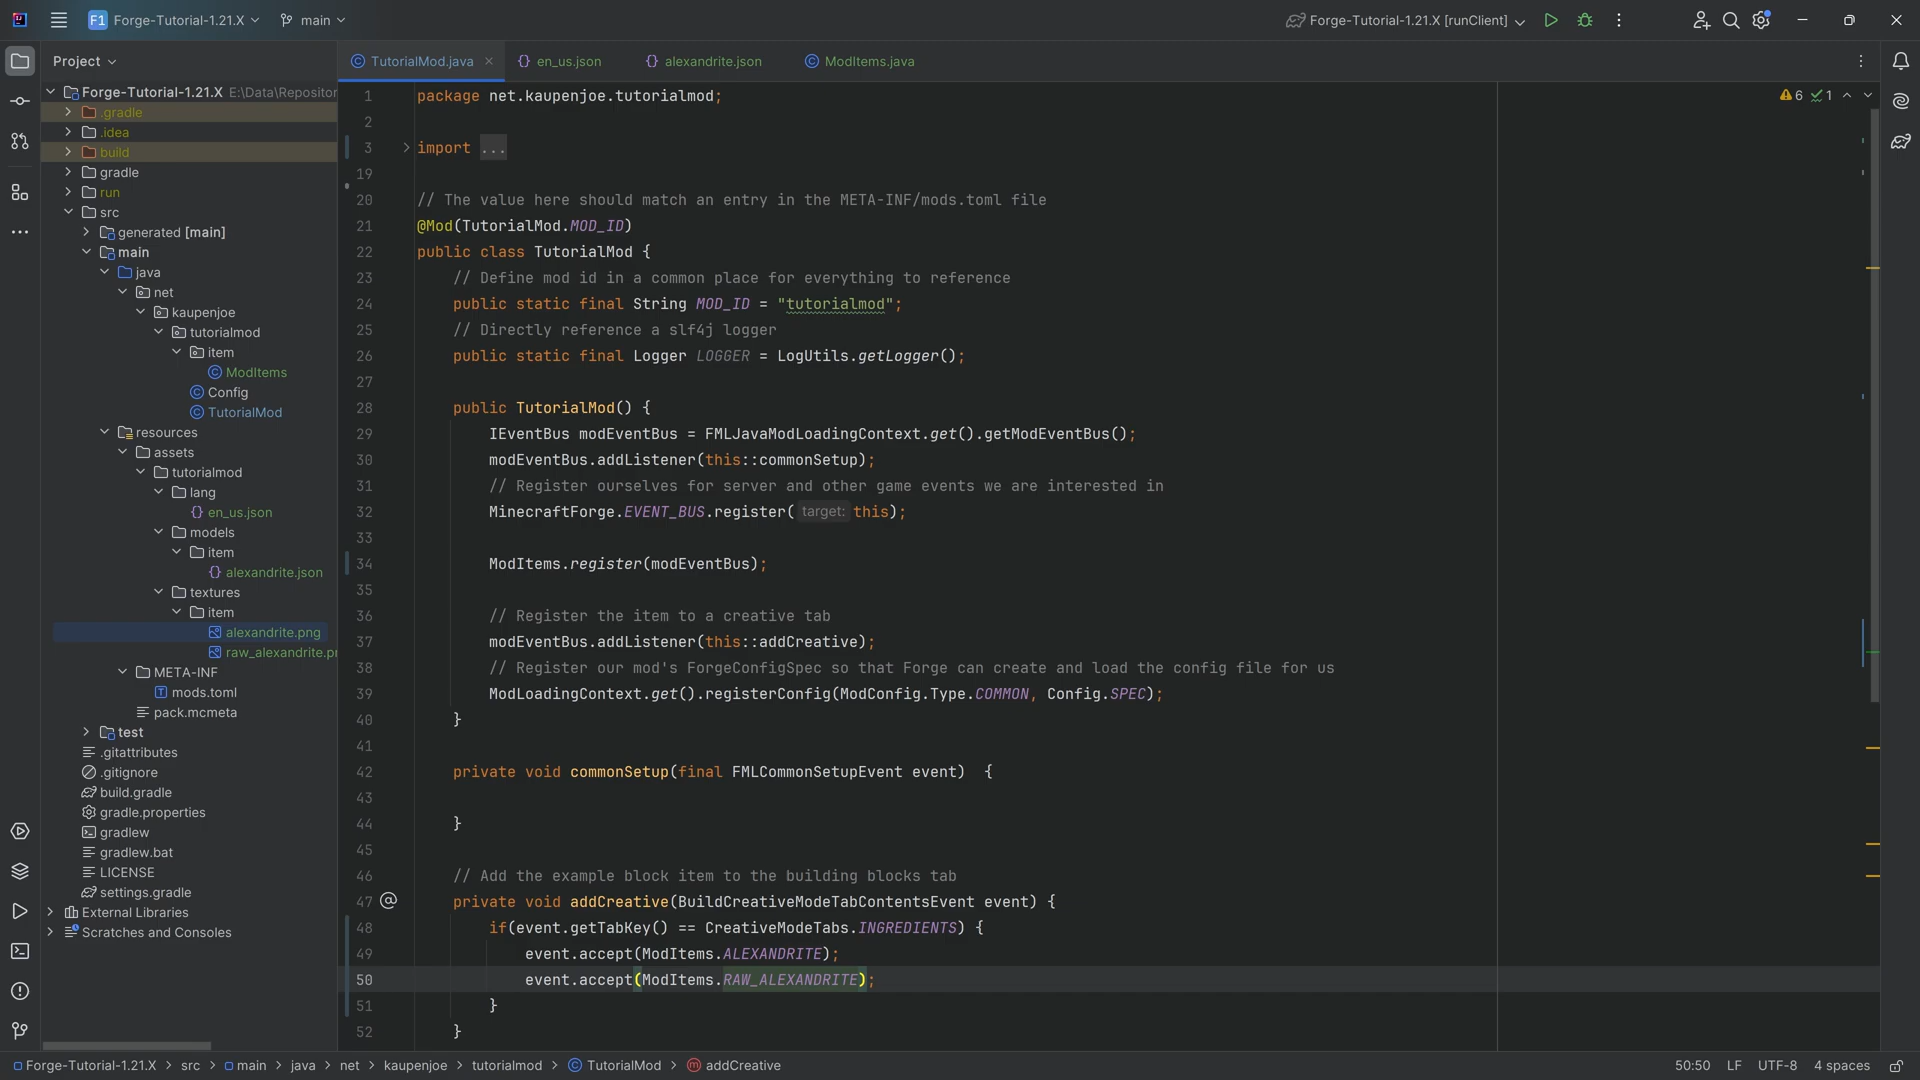 F1 Forge-Tutorial-1.21.X main Forge-Tutorial-1.21.X [runClient]
Project TutorialMod.java en_us.json alexandrite.json ModItems.java
Forge-Tutorial-1.21.X E:\Data\Repositor
.gradle
.idea
build
gradle
run
src
generated [main]
main
java
net
kaupenjoe
tutorialmod
item
ModItems
Config
TutorialMod
resources
assets
tutorialmod
lang
en_us.json
models
item
alexandrite.json
textures
item
alexandrite.png
raw_alexandrite.pr
META-INF
mods.toml
pack.mcmeta
test
.gitattributes
.gitignore
build.gradle
gradle.properties
gradlew
gradlew.bat
LICENSE
settings.gradle
External Libraries
Scratches and Consoles
6 1
1 package net.kaupenjoe.tutorialmod;
2
3 import ...
19
20 // The value here should match an entry in the META-INF/mods.toml file
21 @Mod(TutorialMod.MOD_ID)
22 public class TutorialMod {
23 // Define mod id in a common place for everything to reference
24 public static final String MOD_ID = "tutorialmod";
25 // Directly reference a slf4j logger
26 public static final Logger LOGGER = LogUtils.getLogger();
27
28 public TutorialMod() {
29 IEventBus modEventBus = FMLJavaModLoadingContext.get().getModEventBus();
30 modEventBus.addListener(this::commonSetup);
31 // Register ourselves for server and other game events we are interested in
32 MinecraftForge.EVENT_BUS.register( target: this);
33
34 ModItems.register(modEventBus);
35
36 // Register the item to a creative tab
37 modEventBus.addListener(this::addCreative);
38 // Register our mod's ForgeConfigSpec so that Forge can create and load the config file for us
39 ModLoadingContext.get().registerConfig(ModConfig.Type.COMMON, Config.SPEC);
40 }
41
42 private void commonSetup(final FMLCommonSetupEvent event) {
43
44 }
45
46 // Add the example block item to the building blocks tab
47 private void addCreative(BuildCreativeModeTabContentsEvent event) {
48 if(event.getTabKey() == CreativeModeTabs.INGREDIENTS) {
49 event.accept(ModItems.ALEXANDRITE);
50 event.accept(ModItems.RAW_ALEXANDRITE);
51 }
52 }
Forge-Tutorial-1.21.X > src > main > java > net > kaupenjoe > tutorialmod > TutorialMod > addCreative 50:50 LF UTF-8 4 spaces